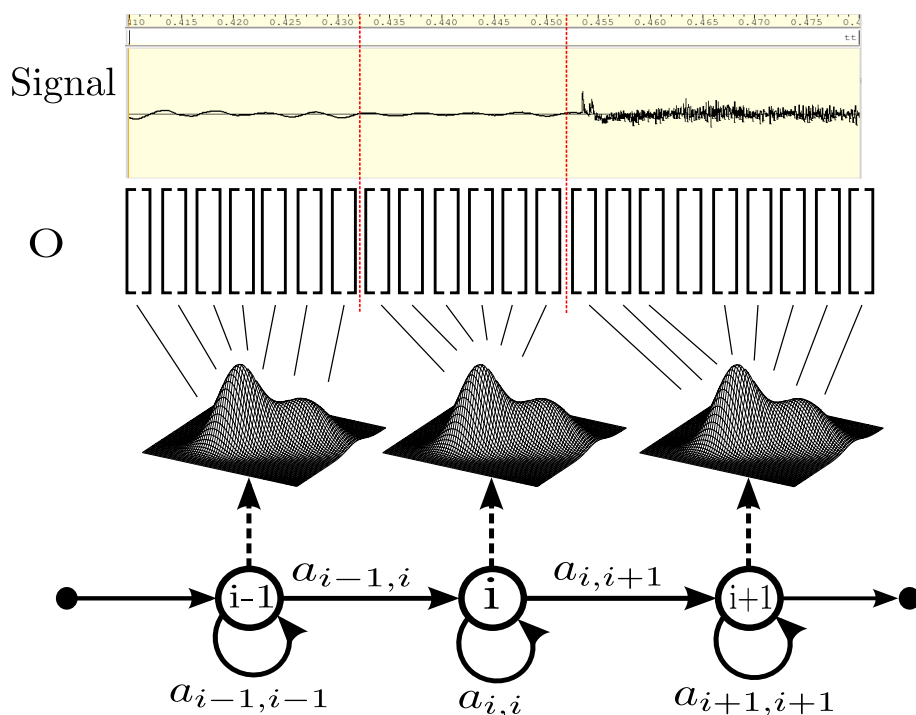 410 0.415 0.420 0.425 0.430 0.435 0.440 0.445 0.450 0.455 0.460 0.465 0.470 0.475
tt
Signal
O
a_{i-1,i} a_{i,i+1}
i-1 i i+1
a_{i-1,i-1} a_{i,i} a_{i+1,i+1}